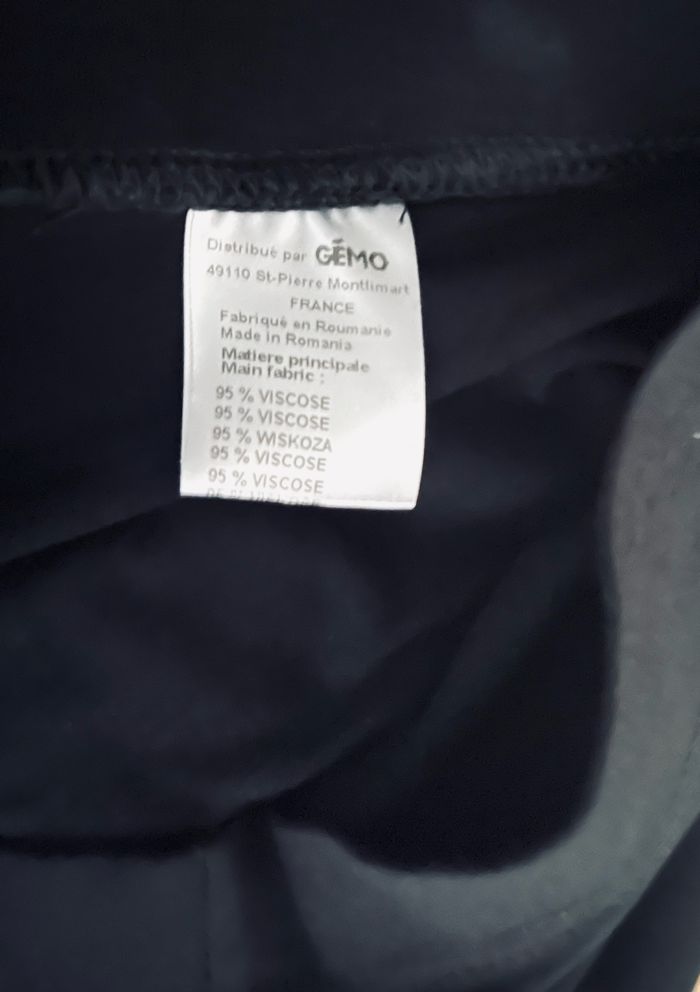 Distribué par GÉMO
49110 St-Pierre Montlimart
FRANCE
Fabriqué en Roumanie
Made in Romania
Matiere principale
Main fabric :
95 % VISCOSE
95 % VISCOSE
95 % WISKOZA
95 % VISCOSE
95 % VISCOSE